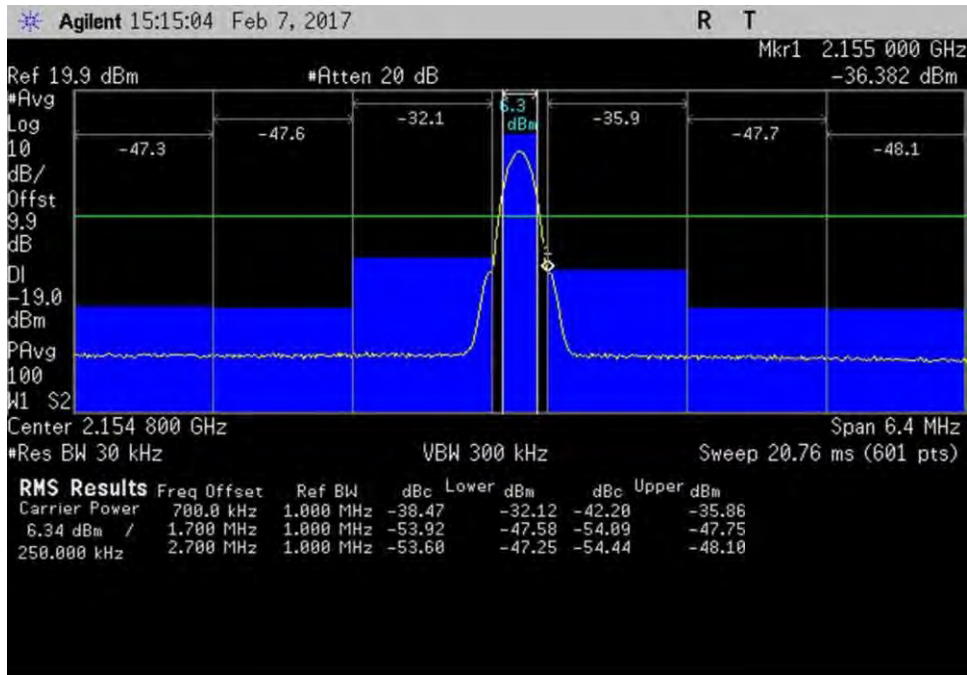 Agilent 15:15:04 Feb 7, 2017 R T
Mkr1 2.155 000 GHz
Ref 19.9 dBm #Atten 20 dB -36.382 dBm
#Avg
Log
10
dB/
Offst
9.9
dB
DI
-19.0
dBm
PAvg
100
W1 S2
-47.3 -47.6 -32.1 6.3 dBm -35.9 -47.7 -48.1
1
Center 2.154 800 GHz Span 6.4 MHz
#Res BW 30 kHz VBW 300 kHz Sweep 20.76 ms (601 pts)
RMS Results Freq Offset Ref BW dBc Lower dBm dBc Upper dBm
Carrier Power 700.0 kHz 1.000 MHz -38.47 -32.12 -42.20 -35.86
6.34 dBm / 1.700 MHz 1.000 MHz -53.92 -47.58 -54.09 -47.75
250.000 kHz 2.700 MHz 1.000 MHz -53.60 -47.25 -54.44 -48.10